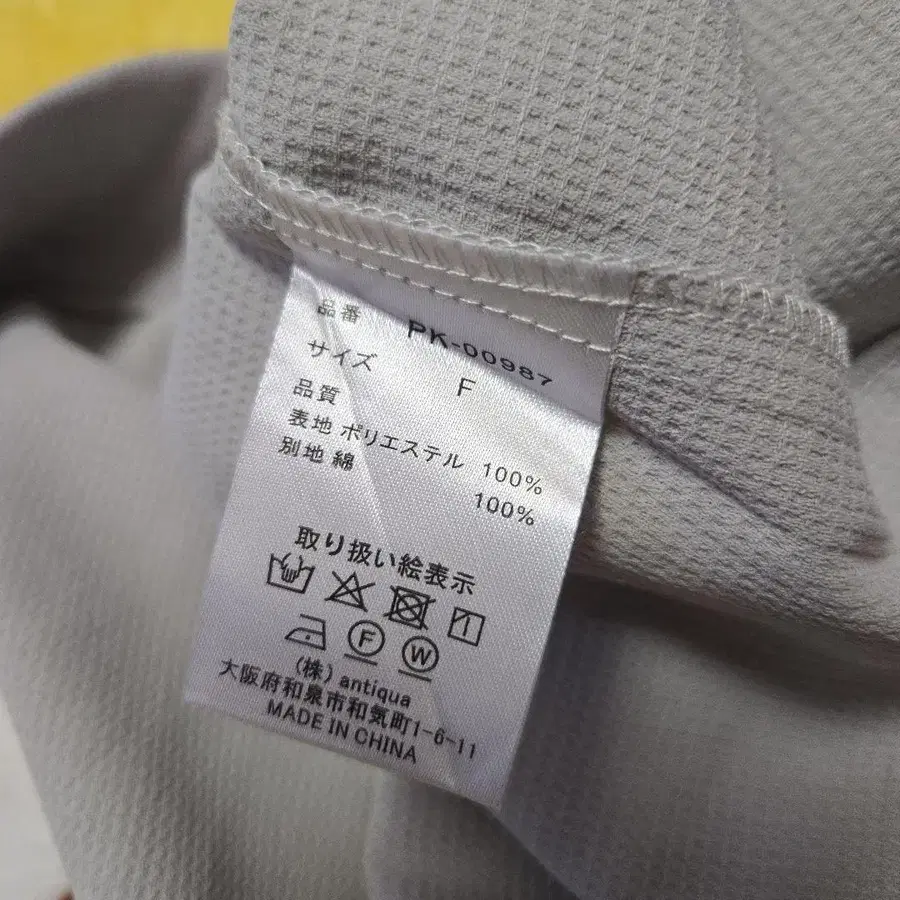 品番 PK-00987
サイズ F
品質
表地 ポリエステル 100%
別地 綿 100%
取り扱い絵表示
F W
(株) antiqua
大阪府和泉市和気町1-6-11
MADE IN CHINA